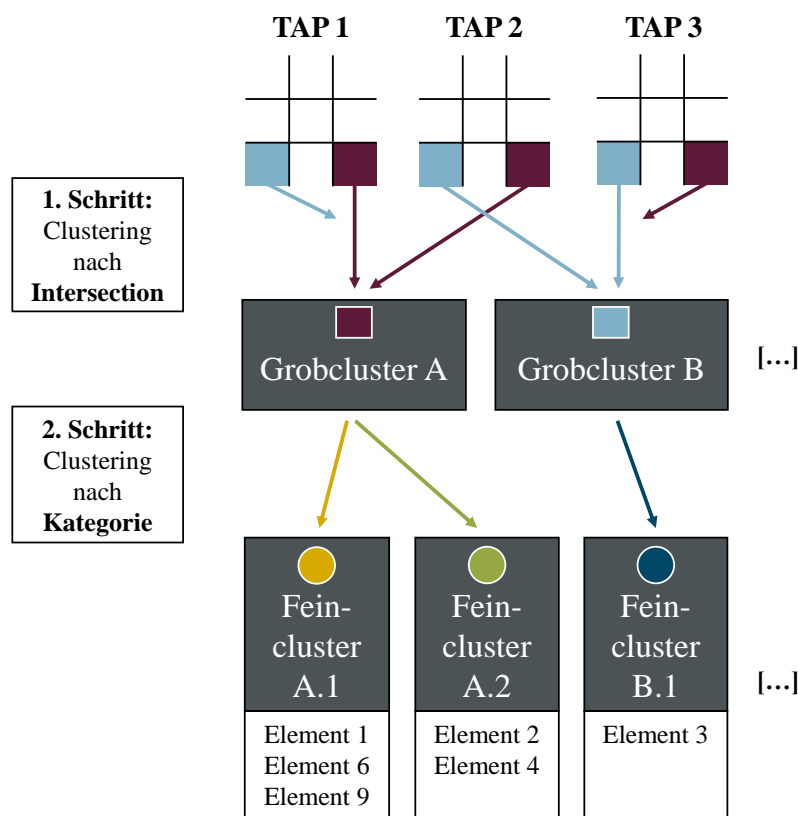 TAP 1
TAP 2
TAP 3
1. Schritt:
Clustering
nach
Intersection
Grobcluster A
Grobcluster B
[…]
2. Schritt:
Clustering
nach
Kategorie
Fein-
cluster
A.1
Fein-
cluster
A.2
Fein-
cluster
B.1
[…]
Element 1
Element 6
Element 9
Element 2
Element 4
Element 3